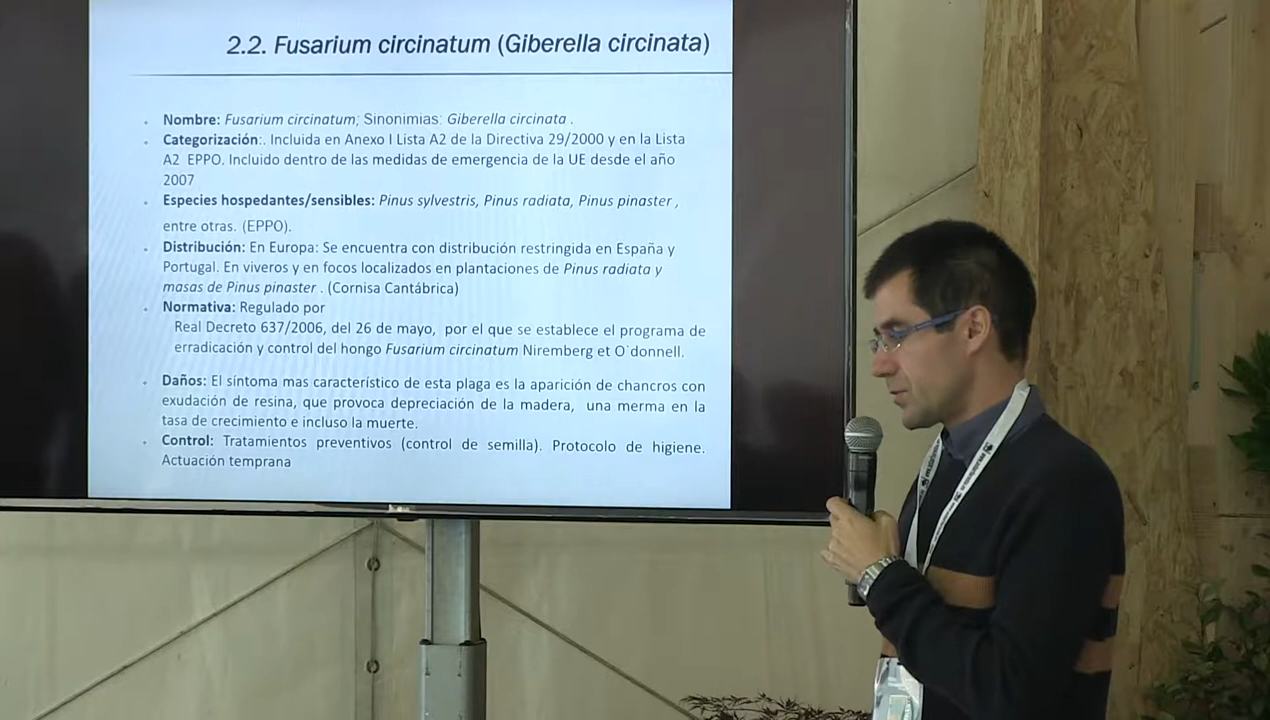 2.2. Fusarium circinatum (Giberella circinata)
Nombre: Fusarium circinatum; Sinonimias: Giberella circinata .
Categorización:. Incluida en Anexo I Lista A2 de la Directiva 29/2000 y en la Lista
A2 EPPO. Incluido dentro de las medidas de emergencia de la UE desde el año
2007
Especies hospedantes/sensibles: Pinus sylvestris, Pinus radiata, Pinus pinaster ,
entre otras. (EPPO).
Distribución: En Europa: Se encuentra con distribución restringida en España y
Portugal. En viveros y en focos localizados en plantaciones de Pinus radiata y
masas de Pinus pinaster . (Cornisa Cantábrica)
Normativa: Regulado por
Real Decreto 637/2006, del 26 de mayo, por el que se establece el programa de
erradicación y control del hongo Fusarium circinatum Niremberg et O`donnell.
Daños: El síntoma mas característico de esta plaga es la aparición de chancros con
exudación de resina, que provoca depreciación de la madera, una merma en la
tasa de crecimiento e incluso la muerte.
Control: Tratamientos preventivos (control de semilla). Protocolo de higiene.
Actuación temprana